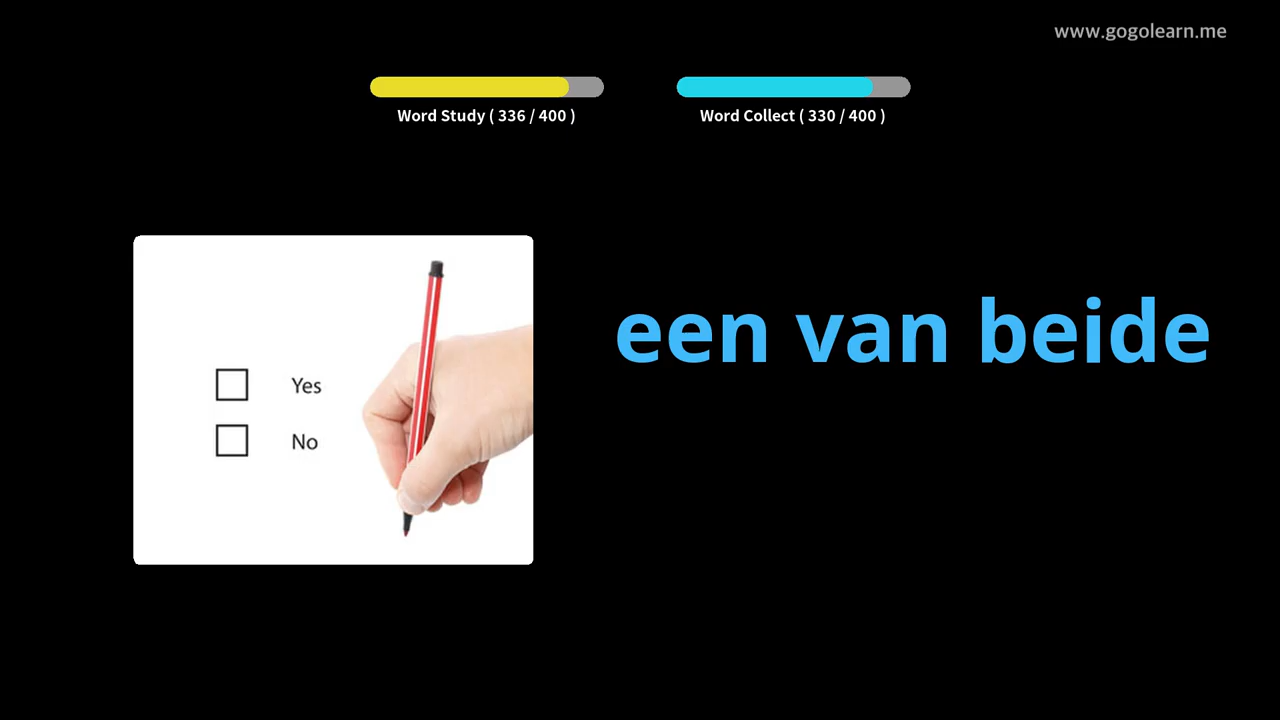 www.gogolearn.me
Word Study ( 336 / 400 )
Word Collect ( 330 / 400 )
een van beide
Yes
No